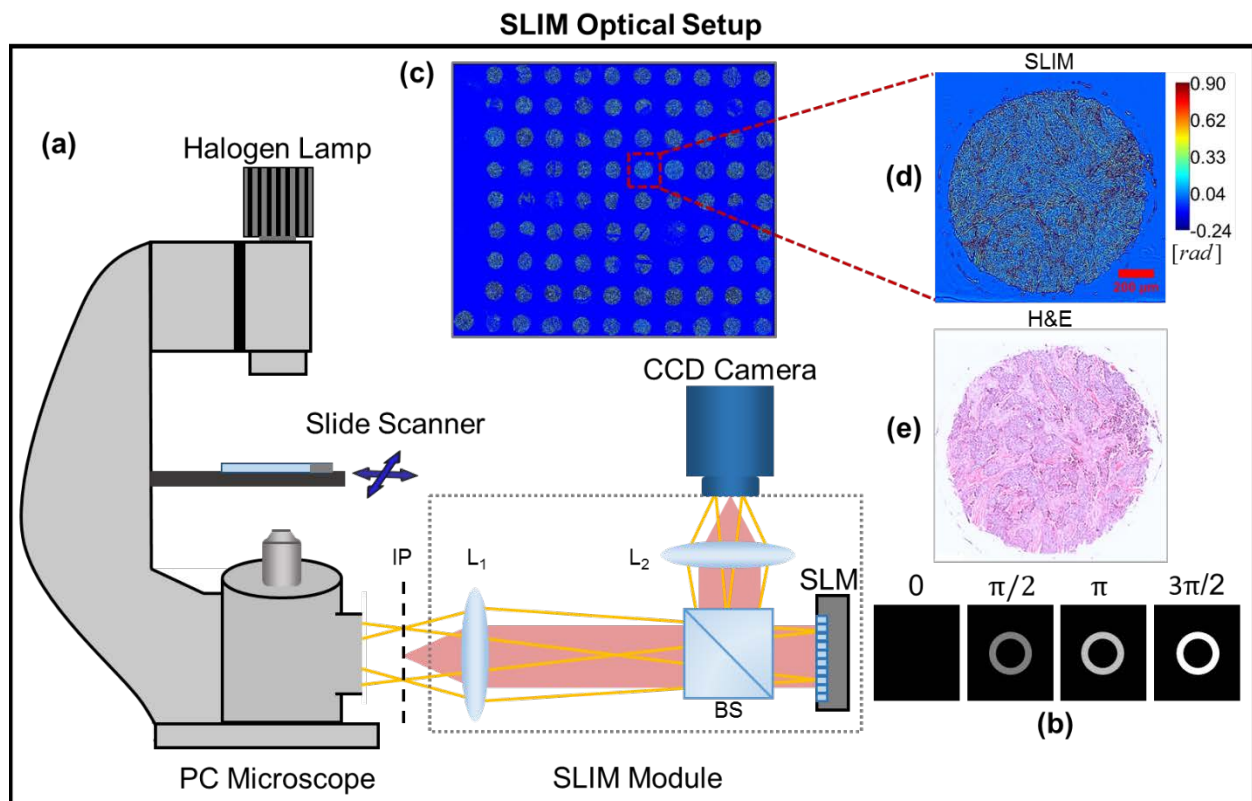 SLIM Optical Setup
(a)
Halogen Lamp
(c)
SLIM
(d)
0.90
0.62
0.33
0.04
-0.24
[rad]
200 µm
H&E
(e)
Slide Scanner
CCD Camera
IP
L₁
L₂
SLM
BS
0
π/2
π
3π/2
(b)
PC Microscope
SLIM Module